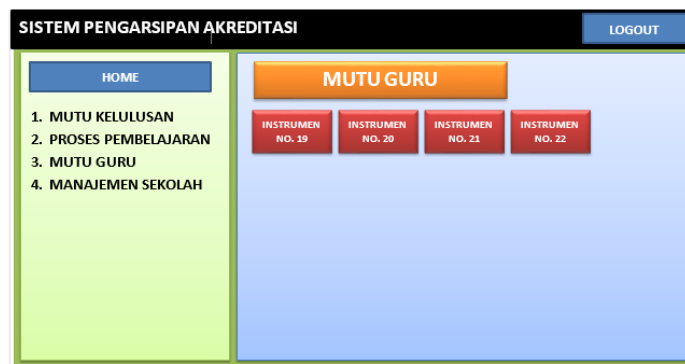 SISTEM PENGARSIPAN AKREDITASI
LOGOUT
HOME
1. MUTU KELULUSAN
2. PROSES PEMBELAJARAN
3. MUTU GURU
4. MANAJEMEN SEKOLAH
MUTU GURU
INSTRUMEN
NO. 19
INSTRUMEN
NO. 20
INSTRUMEN
NO. 21
INSTRUMEN
NO. 22